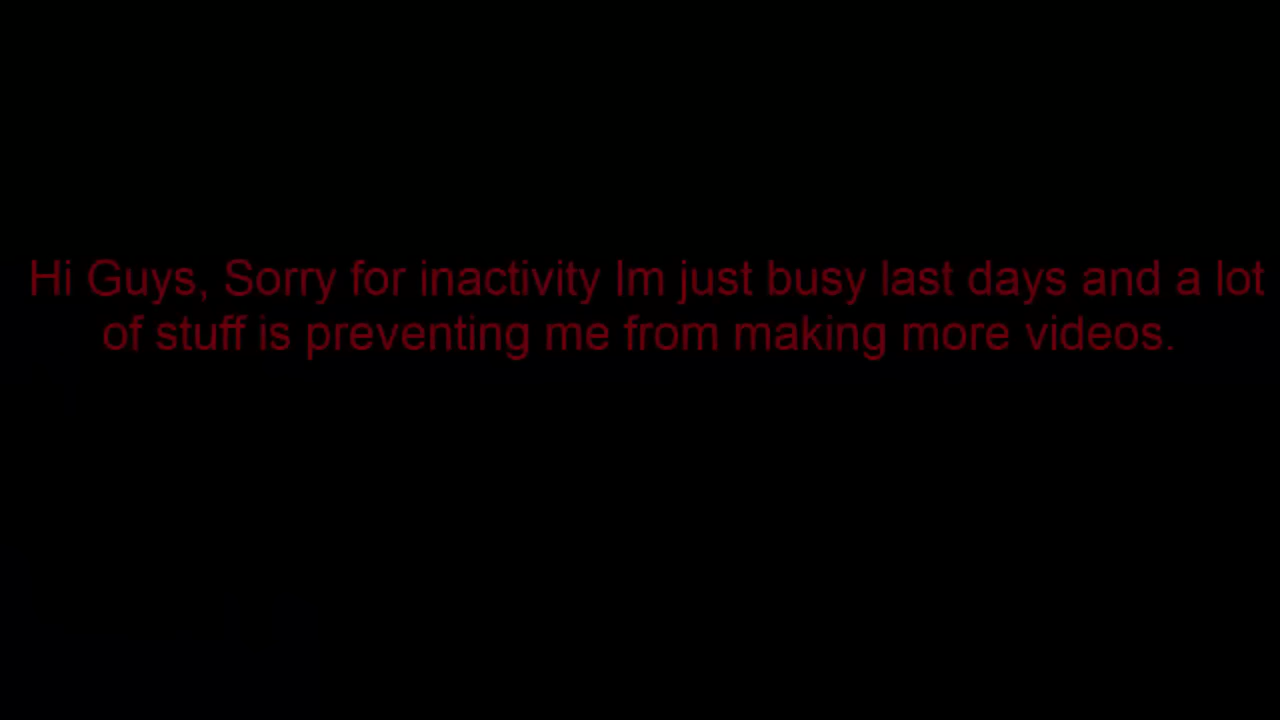 Hi Guys, Sorry for inactivity Im just busy last days and a lot
of stuff is preventing me from making more videos.